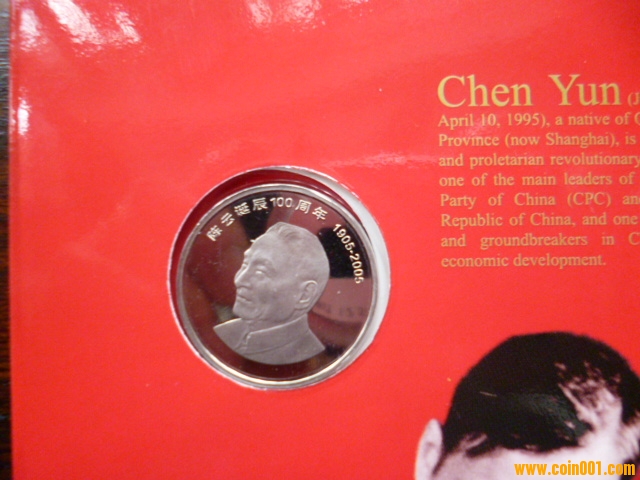 陈云诞辰100周年 1905-2005
Chen Yun (J
April 10, 1995), a native of
Province (now Shanghai), is
and proletarian revolutionary
one of the main leaders of
Party of China (CPC) and
Republic of China, and one
and groundbreakers in C
economic development.
www.coin001.com